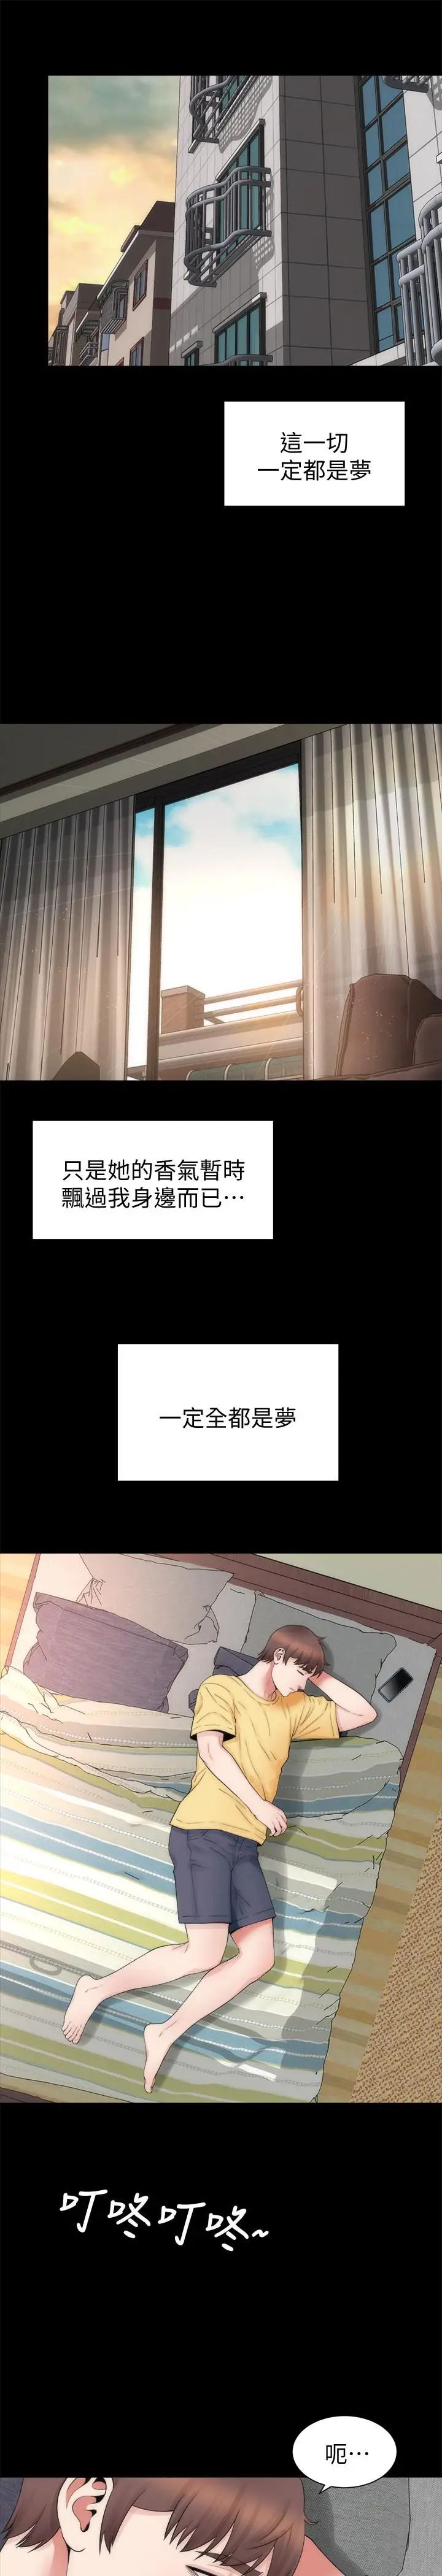 這一切
一定都是夢
只是她的香氣暫時
飄過我身邊而已⋯
一定全都是夢
叮咚叮咚~
呃⋯